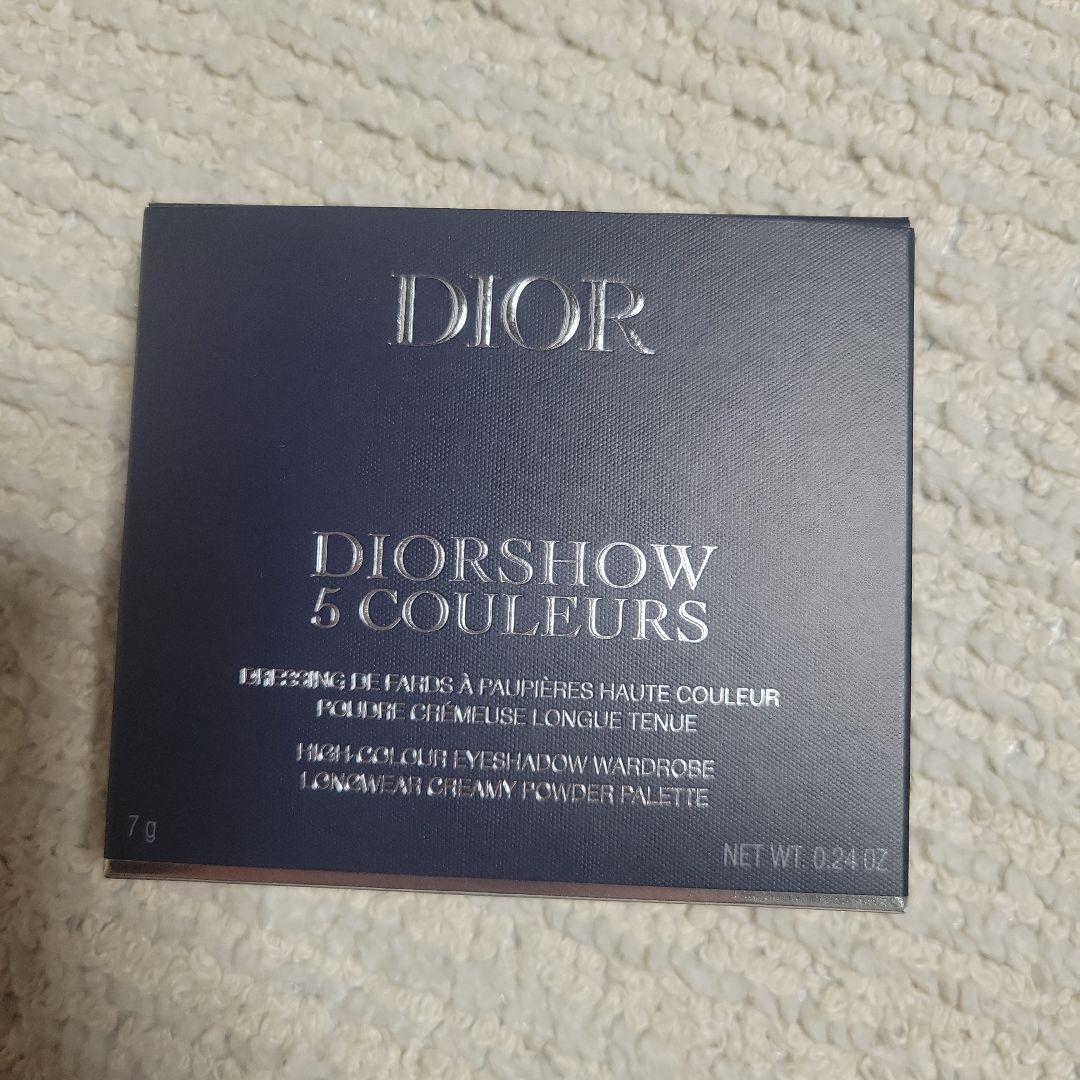 DIOR
DIORSHOW
5 COULEURS
DRESSING DE FARDS À PAUPIÈRES HAUTE COULEUR
POUDRE CRÉMEUSE LONGUE TENUE
HIGH-COLOUR EYESHADOW WARDROBE
LONGWEAR CREAMY POWDER PALETTE
7 g
NET WT. 0.24 OZ